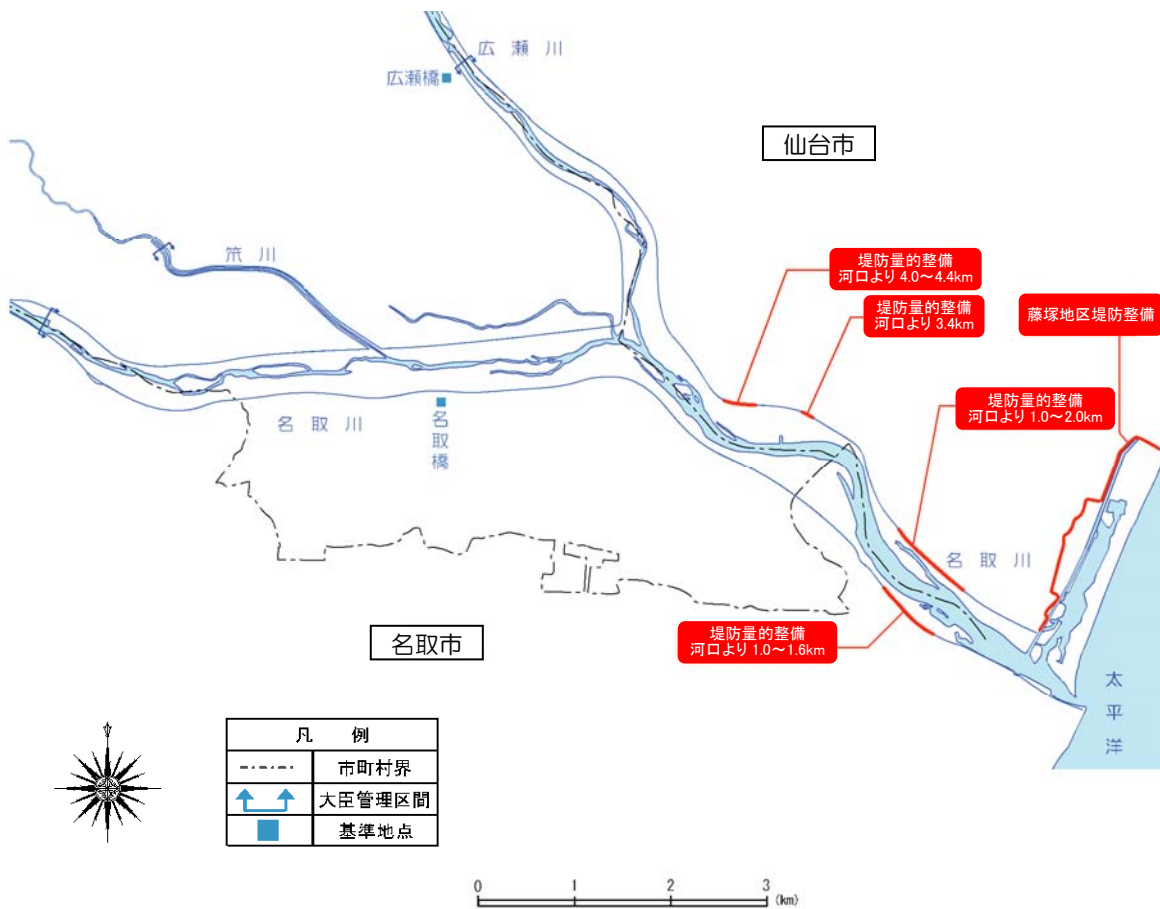 広瀬川
広瀬橋
仙台市
笊川
堤防量的整備
河口より 4.0～4.4km
堤防量的整備
河口より 3.4km
藤塚地区堤防整備
堤防量的整備
河口より 1.0～2.0km
名取川
名取橋
名取川
堤防量的整備
河口より 1.0～1.6km
名取市
太平洋
凡例
市町村界
大臣管理区間
基準地点
0 1 2 3 (km)